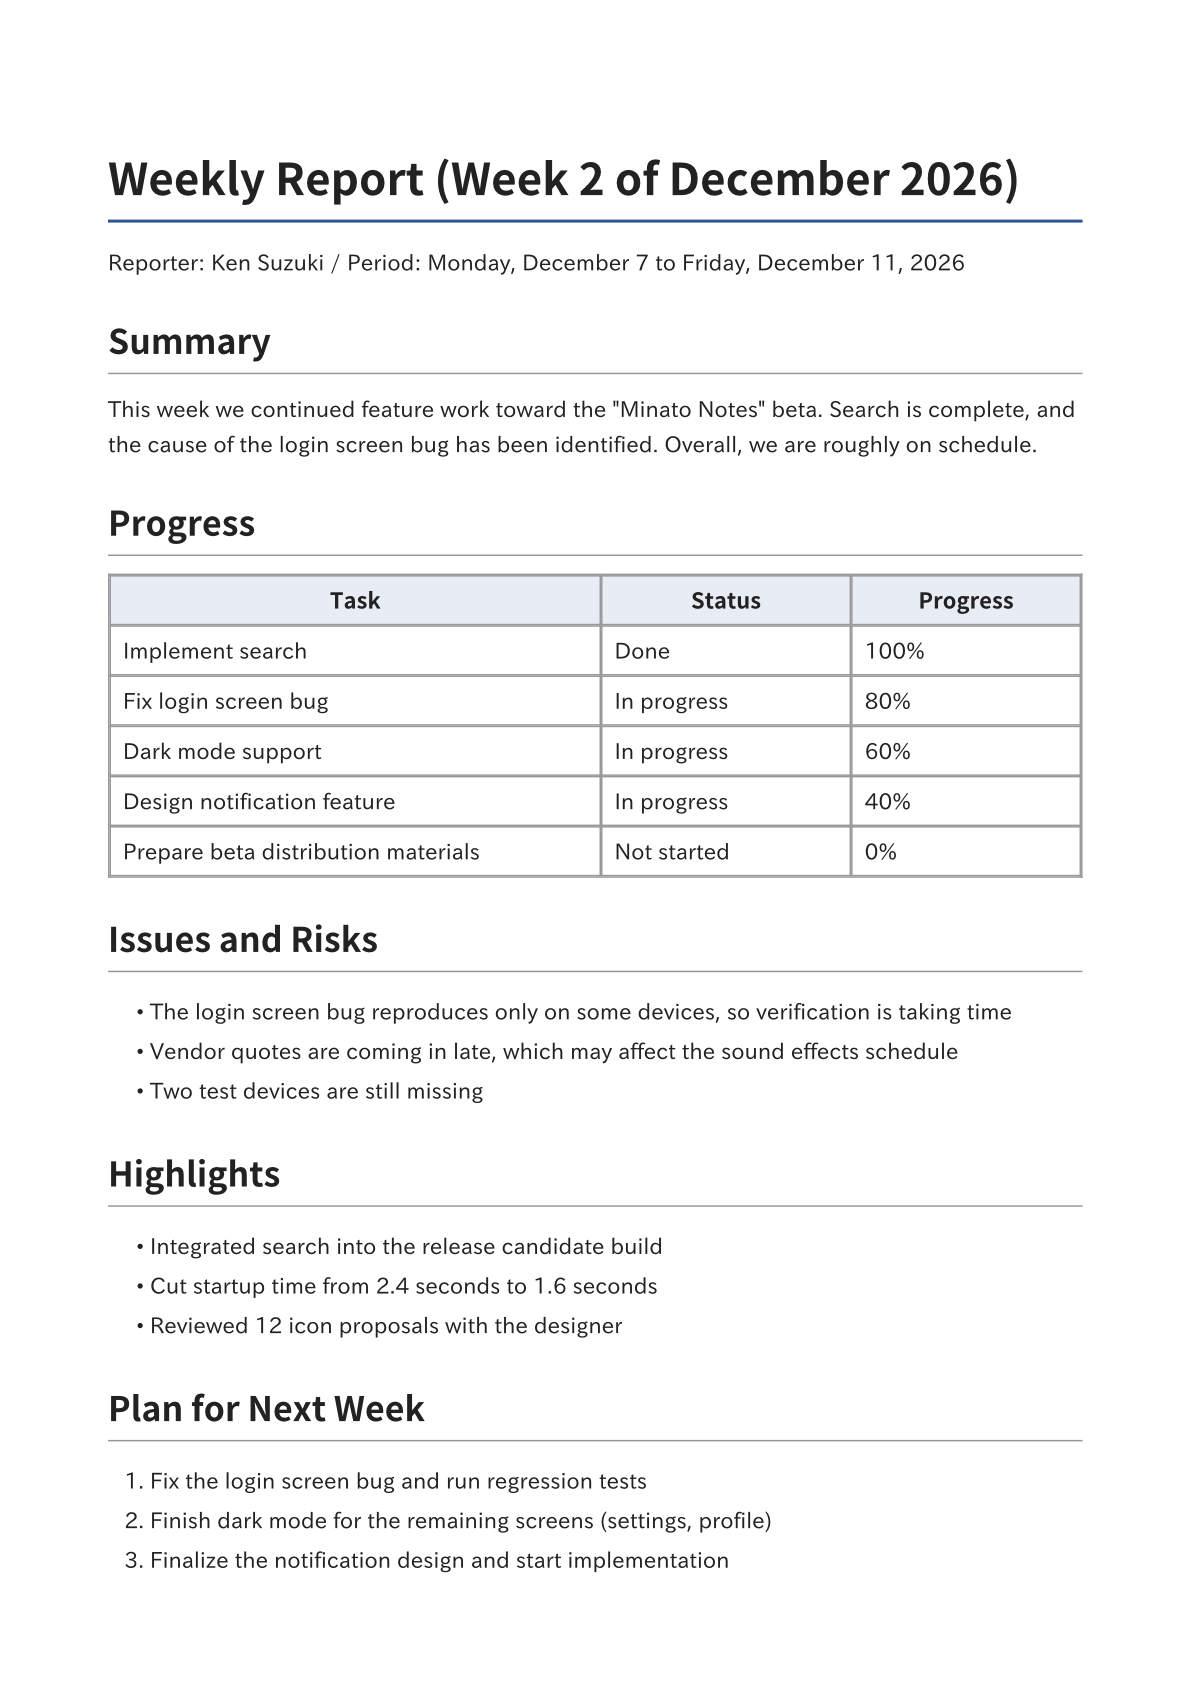 Weekly Report (Week 2 of December 2026)
Reporter: Ken Suzuki / Period: Monday, December 7 to Friday, December 11, 2026
Summary
This week we continued feature work toward the "Minato Notes" beta. Search is complete, and
the cause of the login screen bug has been identified. Overall, we are roughly on schedule.
Progress
Task Status Progress
Implement search Done 100%
Fix login screen bug In progress 80%
Dark mode support In progress 60%
Design notification feature In progress 40%
Prepare beta distribution materials Not started 0%
Issues and Risks
• The login screen bug reproduces only on some devices, so verification is taking time
• Vendor quotes are coming in late, which may affect the sound effects schedule
• Two test devices are still missing
Highlights
• Integrated search into the release candidate build
• Cut startup time from 2.4 seconds to 1.6 seconds
• Reviewed 12 icon proposals with the designer
Plan for Next Week
1. Fix the login screen bug and run regression tests
2. Finish dark mode for the remaining screens (settings, profile)
3. Finalize the notification design and start implementation